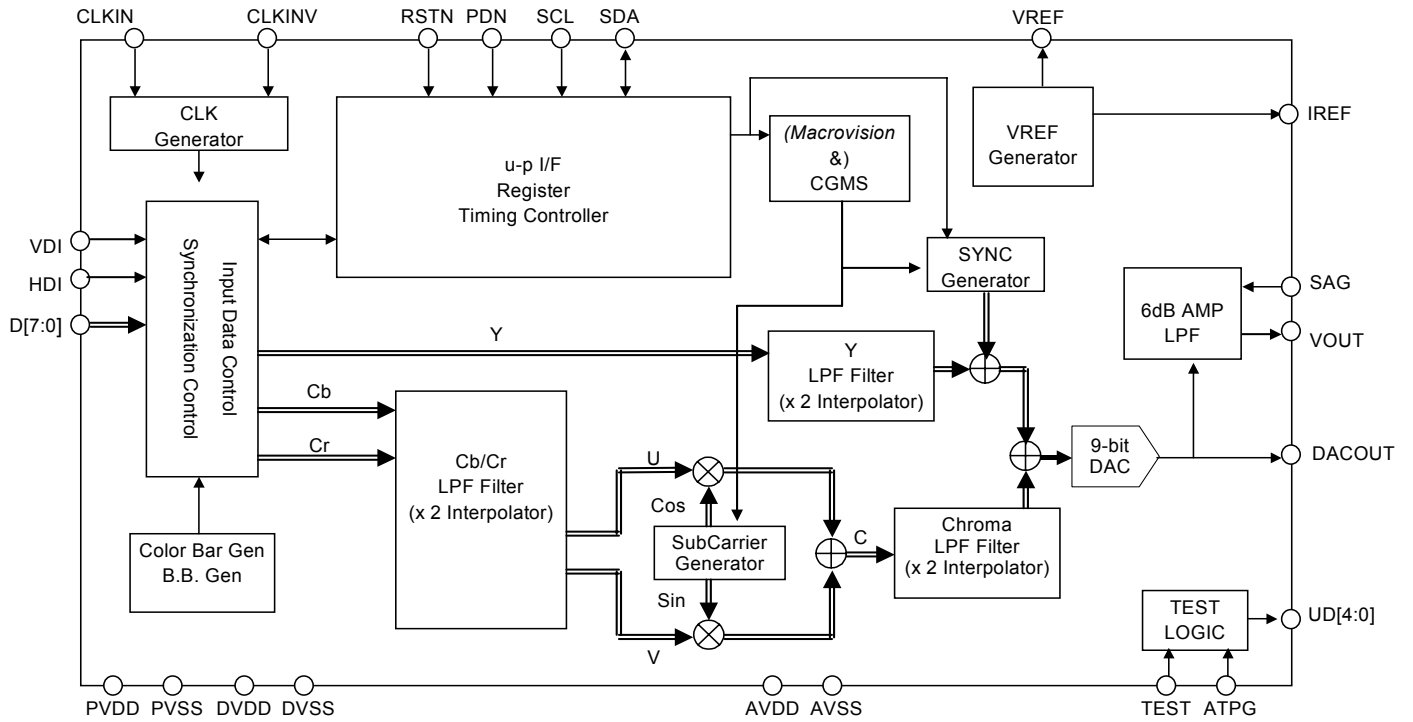 CLKIN
CLKINV
RSTN
PDN
SCL
SDA
VREF
CLK
Generator
u-p I/F
Register
Timing Controller
(Macrovision
&)
CGMS
VREF
Generator
IREF
VDI
HDI
D[7:0]
Input Data Control
Synchronization Control
SYNC
Generator
6dB AMP
LPF
SAG
VOUT
Y
Y
LPF Filter
(x 2 Interpolator)
Cb
Cr
Cb/Cr
LPF Filter
(x 2 Interpolator)
U
Cos
SubCarrier
Generator
Sin
V
C
Chroma
LPF Filter
(x 2 Interpolator)
9-bit
DAC
DACOUT
Color Bar Gen
B.B. Gen
TEST
LOGIC
UD[4:0]
PVDD
PVSS
DVDD
DVSS
AVDD
AVSS
TEST
ATPG